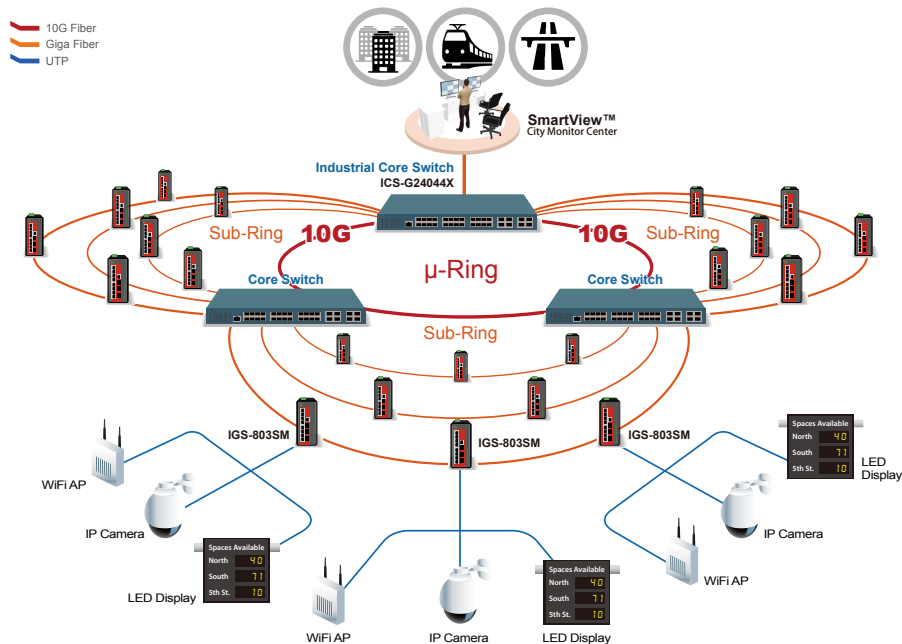 10G Fiber
Giga Fiber
UTP
SmartView™
City Monitor Center
Industrial Core Switch
ICS-G24044X
Sub-Ring
10G
10G
Sub-Ring
μ-Ring
Core Switch
Core Switch
Sub-Ring
IGS-803SM
IGS-803SM
IGS-803SM
WiFi AP
IP Camera
Spaces Available
North 40
South 71
5th St. 10
LED Display
WiFi AP
IP Camera
Spaces Available
North 40
South 71
5th St. 10
LED Display
Spaces Available
North 40
South 71
5th St. 10
LED
Display
IP Camera
WiFi AP